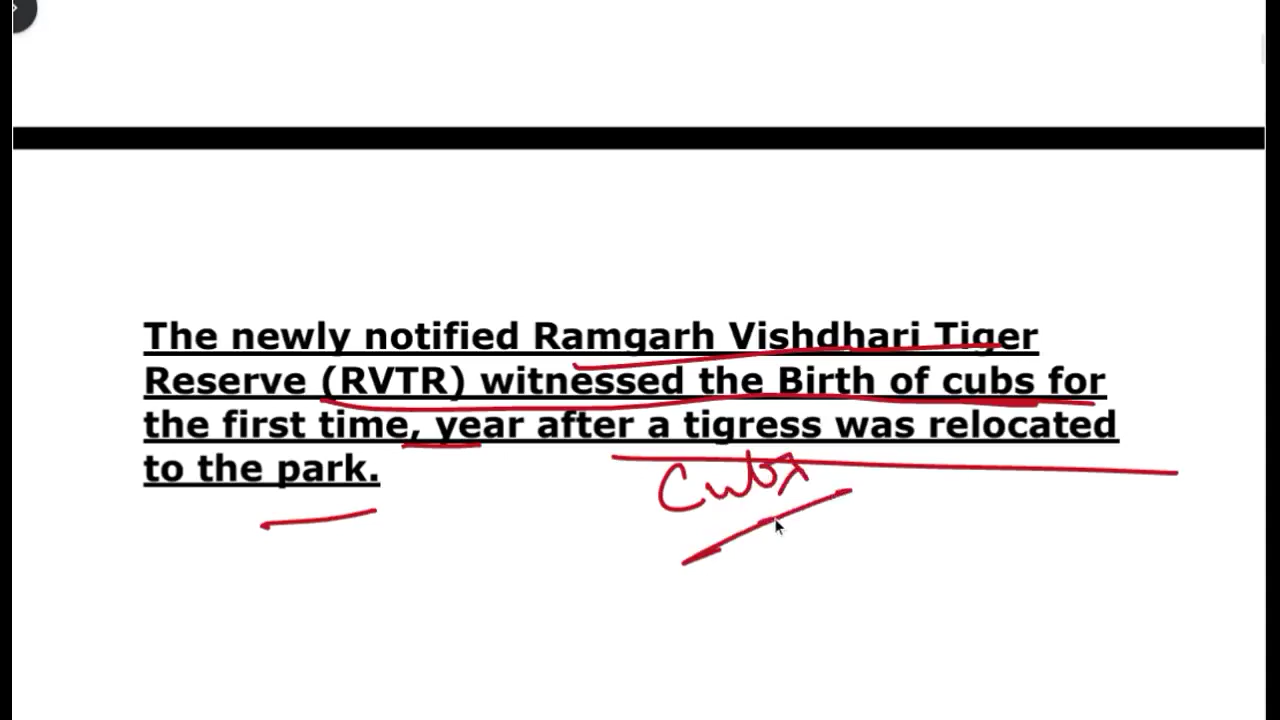 The newly notified Ramgarh Vishdhari Tiger
Reserve (RVTR) witnessed the Birth of cubs for
the first time, year after a tigress was relocated
to the park.
Cubs